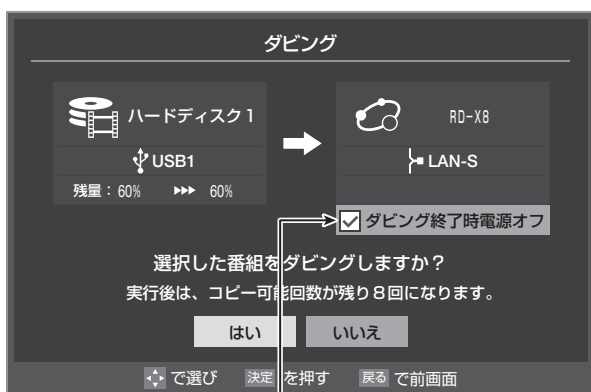 ダビング
ハードディスク1
RD-X8
USB1
LAN-S
残量：60% ▶▶▶ 60%
ダビング終了時電源オフ
選択した番組をダビングしますか？
実行後は、コピー可能回数が残り8回になります。
はい
いいえ
で選び 決定 を押す 戻る で前画面